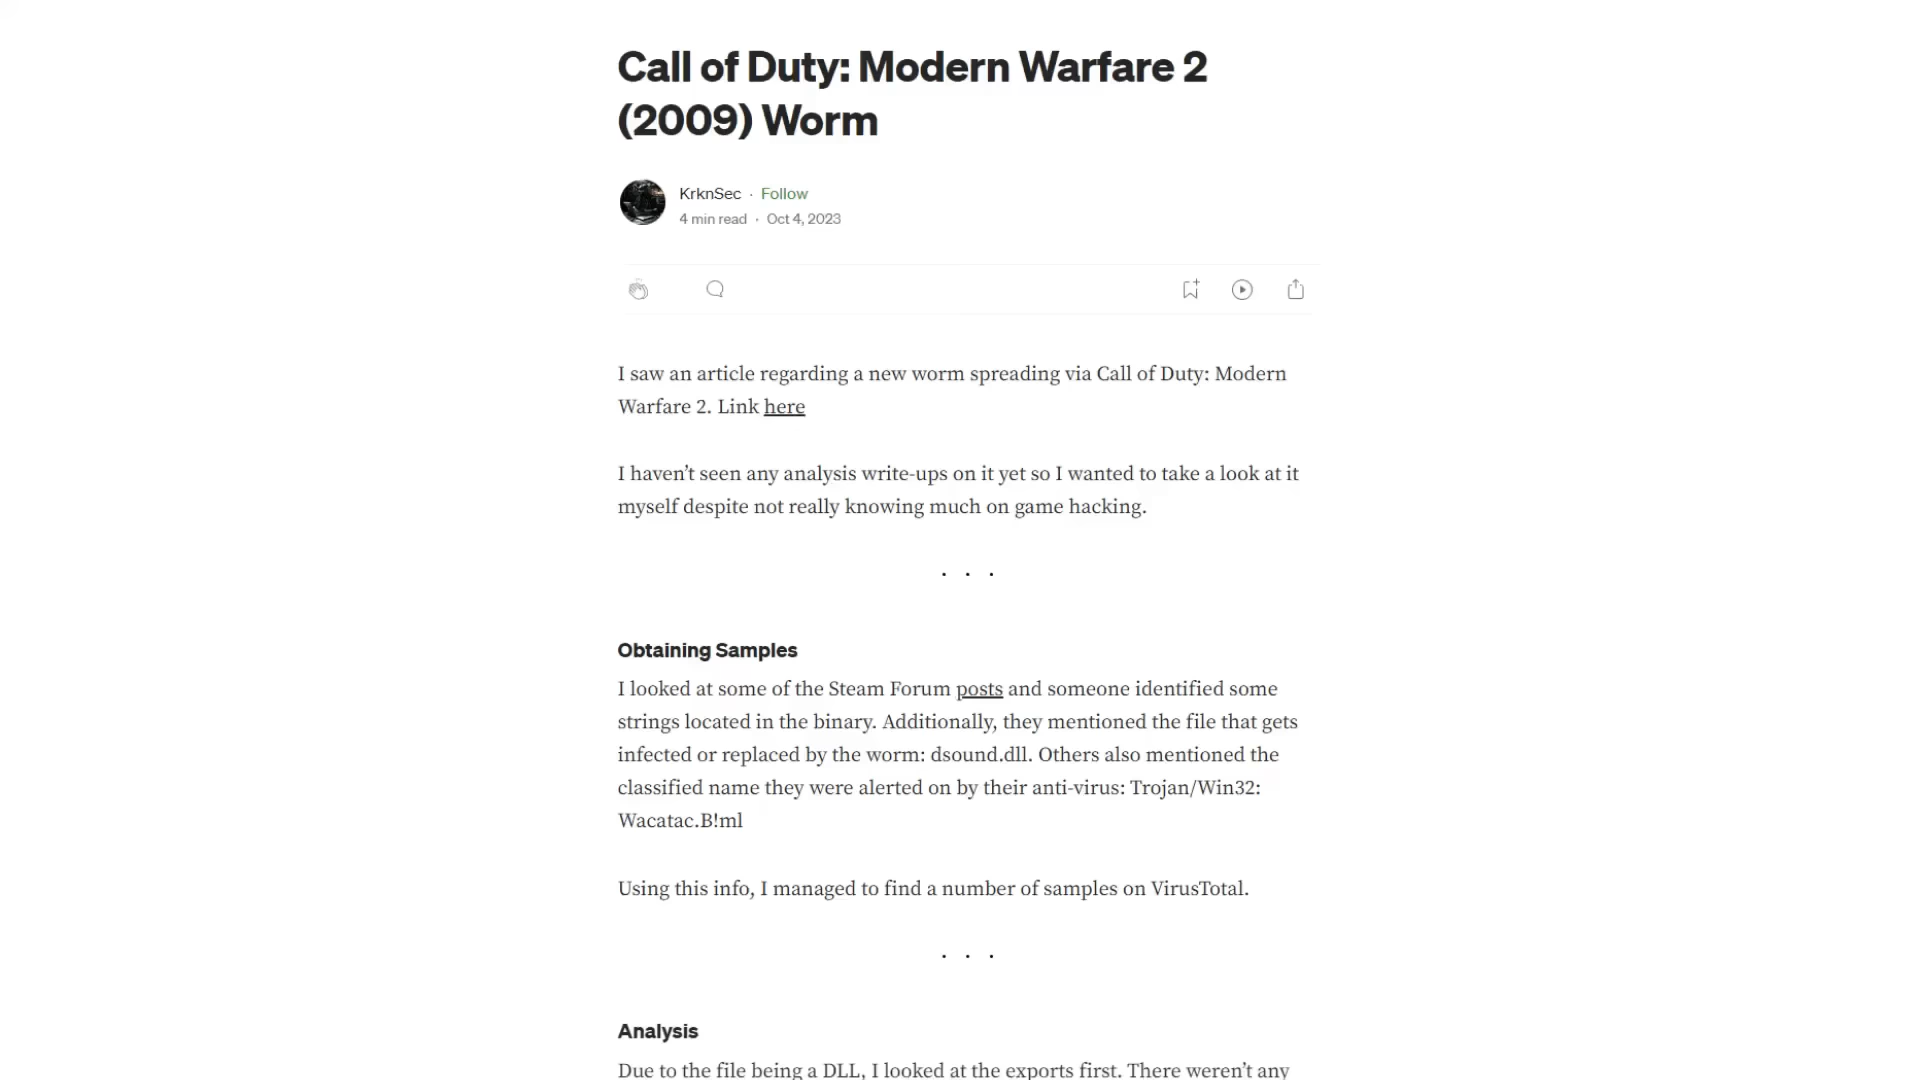 Call of Duty: Modern Warfare 2
(2009) Worm
KrknSec · Follow
4 min read · Oct 4, 2023
I saw an article regarding a new worm spreading via Call of Duty: Modern
Warfare 2. Link here
I haven’t seen any analysis write-ups on it yet so I wanted to take a look at it
myself despite not really knowing much on game hacking.
. . .
Obtaining Samples
I looked at some of the Steam Forum posts and someone identified some
strings located in the binary. Additionally, they mentioned the file that gets
infected or replaced by the worm: dsound.dll. Others also mentioned the
classified name they were alerted on by their anti-virus: Trojan/Win32:
Wacatac.B!ml
Using this info, I managed to find a number of samples on VirusTotal.
. . .
Analysis
Due to the file being a DLL, I looked at the exports first. There weren’t any